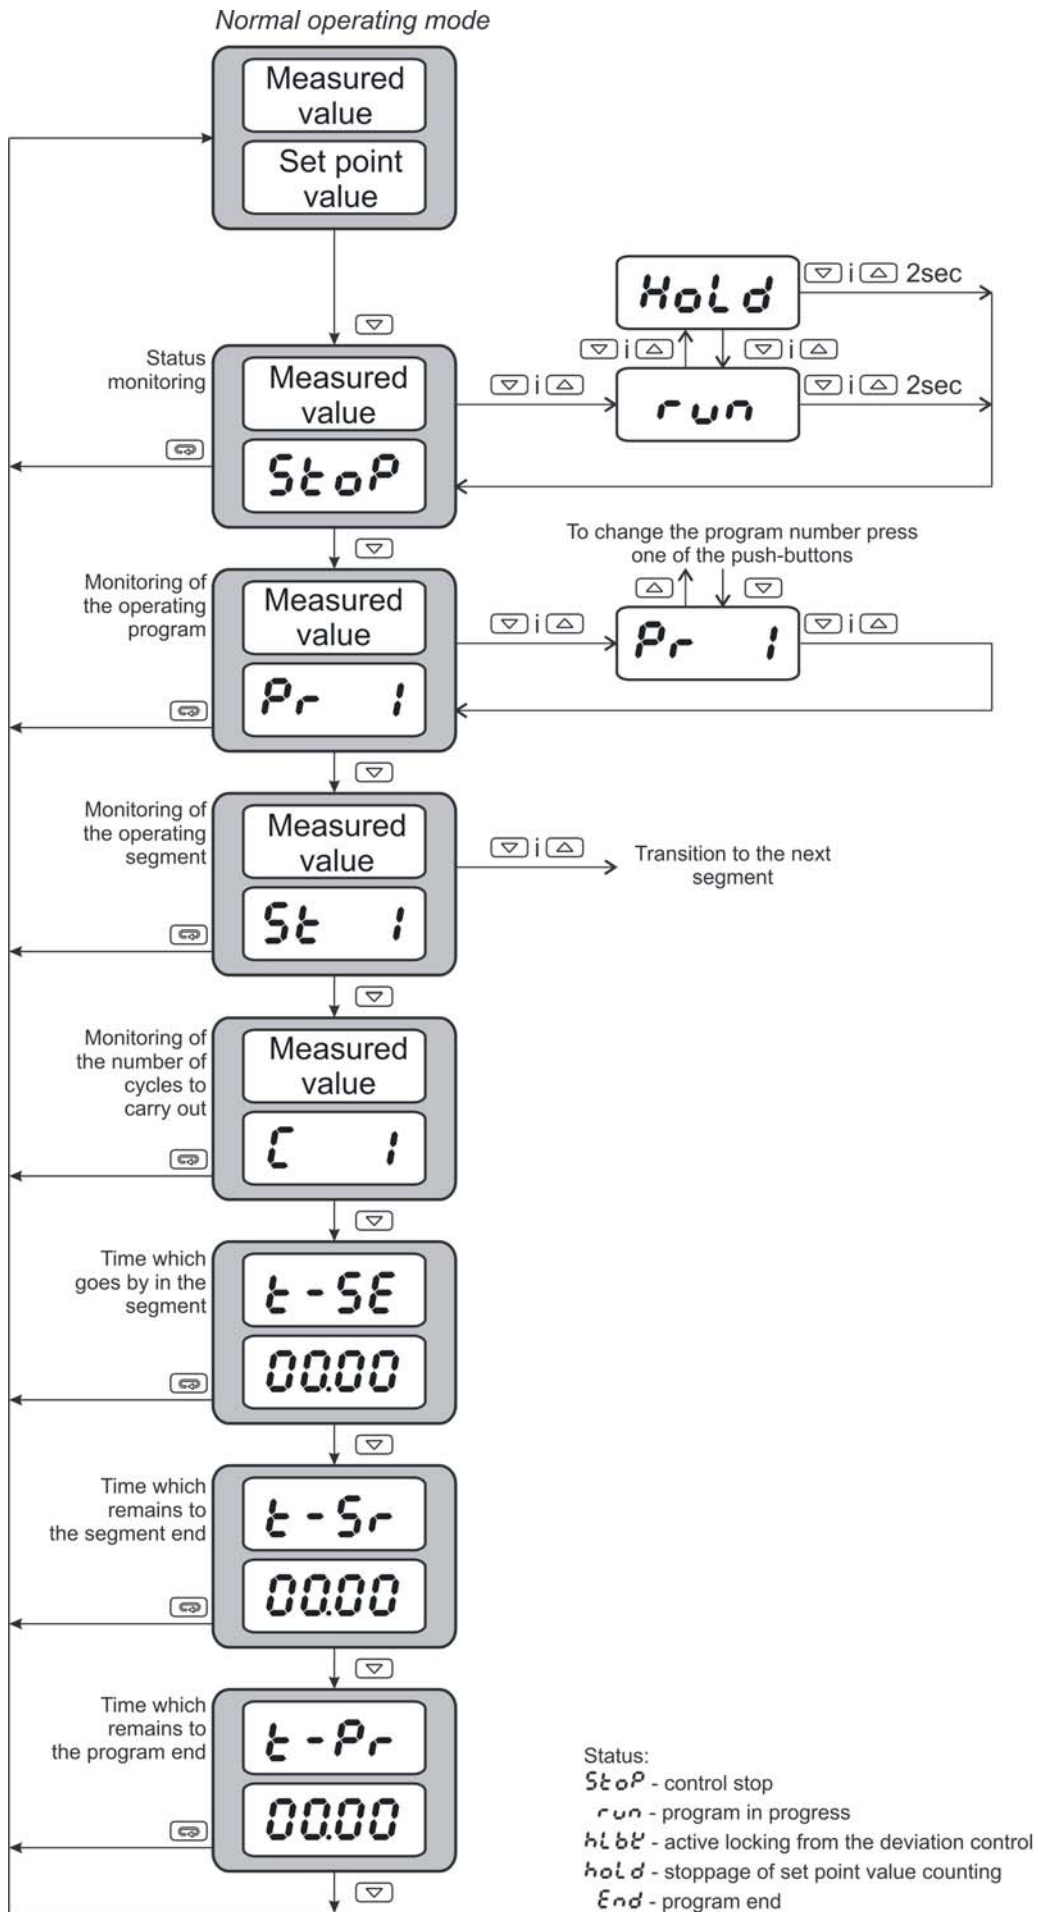 Normal operating mode
Measured
value
Set point
value
Status
monitoring
Measured
value
StoP
i
HoLd
i 2sec
i
i
run
i 2sec
Monitoring of
the operating
program
Measured
value
Pr 1
i
To change the program number press
one of the push-buttons
Pr 1
i
Monitoring of
the operating
segment
Measured
value
St 1
i
Transition to the next
segment
Monitoring of
the number of
cycles to
carry out
Measured
value
C 1
Time which
goes by in the
segment
t-SE
00.00
Time which
remains to
the segment end
t-Sr
00.00
Time which
remains to
the program end
t-Pr
00.00
Status:
StoP - control stop
run - program in progress
- active locking from the deviation control
hoLd - stoppage of set point value counting
End - program end